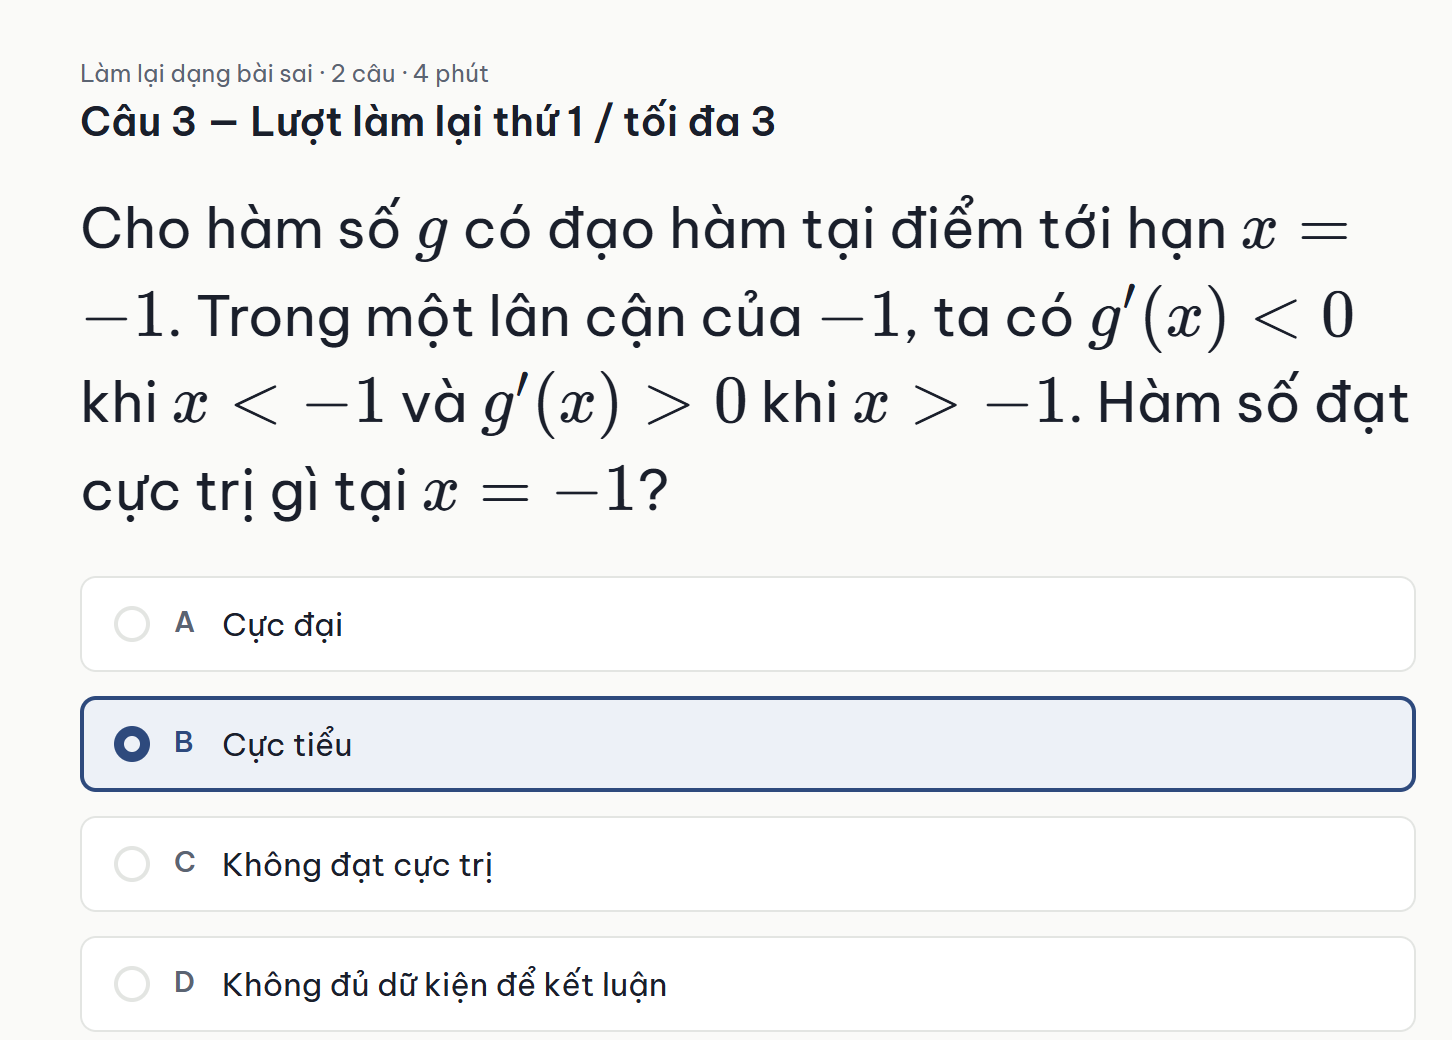 Làm lại dạng bài sai · 2 câu · 4 phút
Câu 3 — Lượt làm lại thứ 1 / tối đa 3
Cho hàm số g có đạo hàm tại điểm tới hạn x =
−1. Trong một lân cận của −1, ta có g′(x) < 0
khi x < −1 và g′(x) > 0 khi x > −1. Hàm số đạt
cực trị gì tại x = −1?
A Cực đại
B Cực tiểu
C Không đạt cực trị
D Không đủ dữ kiện để kết luận